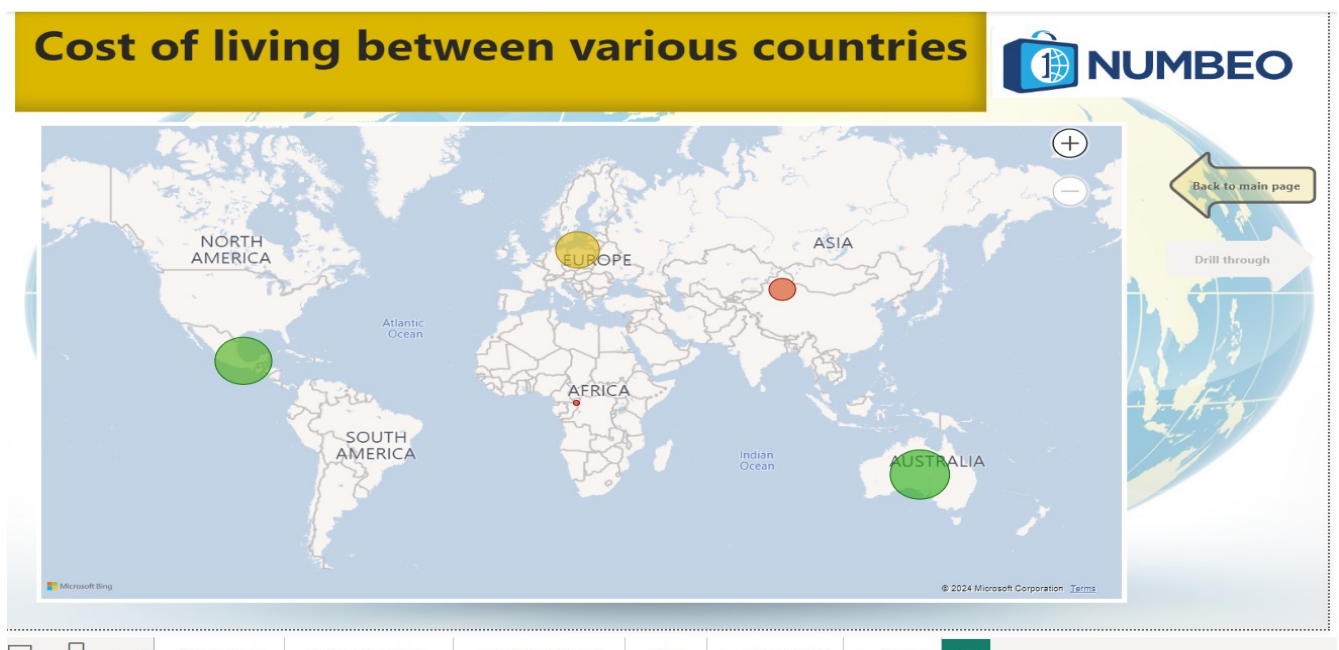 Cost of living between various countries
1 NUMBEO
Back to main page
Drill through
NORTH
AMERICA
EUROPE
ASIA
Atlantic
Ocean
AFRICA
SOUTH
AMERICA
Indian
Ocean
AUSTRALIA
Microsoft Bing
© 2024 Microsoft Corporation Terms